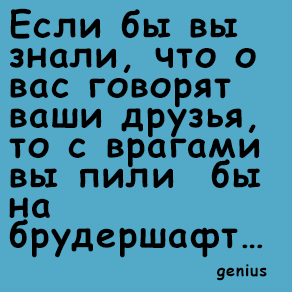 Если бы вы
знали, что о
вас говорят
ваши друзья,
то с врагами
вы пили бы
на
брудершафт...
genius